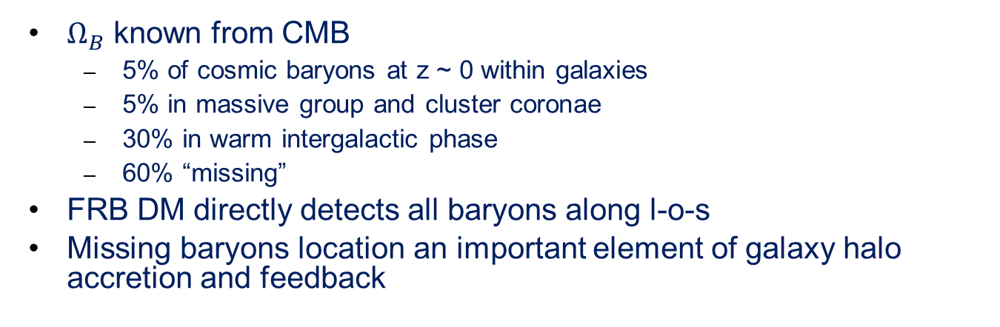 • Ω_B known from CMB
– 5% of cosmic baryons at z ~ 0 within galaxies
– 5% in massive group and cluster coronae
– 30% in warm intergalactic phase
– 60% “missing”
• FRB DM directly detects all baryons along l-o-s
• Missing baryons location an important element of galaxy halo
accretion and feedback